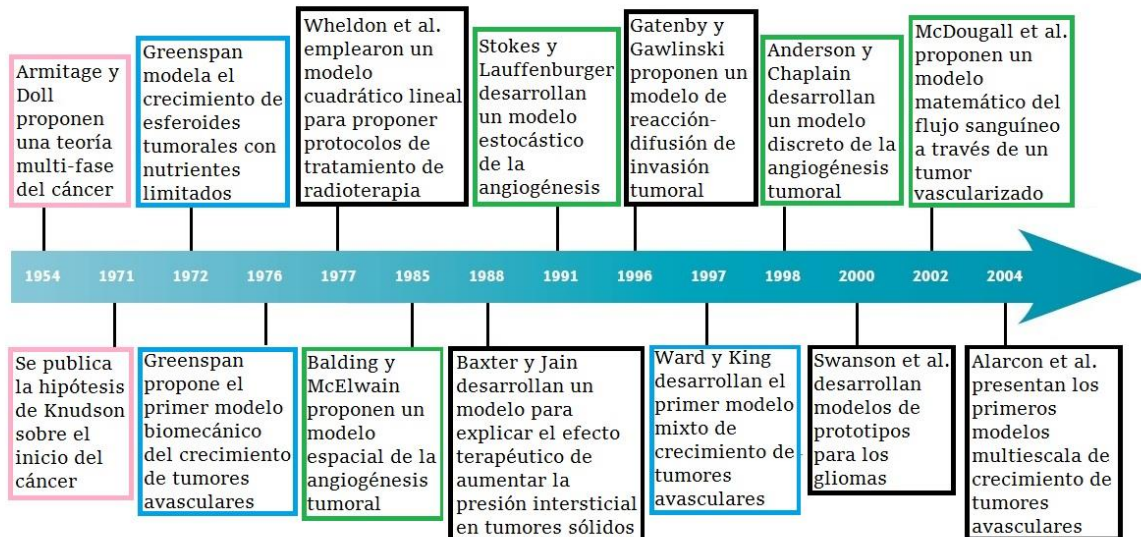 Armitage y
Doll
proponen
una teoría
multi-fase
del cáncer
Greenspan
modela el
crecimiento de
esferoides
tumorales con
nutrientes
limitados
Wheldon et al.
emplearon un
modelo
cuadrático lineal
para proponer
protocolos de
tratamiento de
radioterapia
Stokes y
Lauffenburger
desarrollan
un modelo
estocástico
de la
angiogénesis
Gatenby y
Gawlinski
proponen un
modelo de
reacción-
difusión de
invasión
tumoral
Anderson y
Chaplain
desarrollan
un modelo
discreto de la
angiogénesis
tumoral
McDougall et al.
proponen un
modelo
matemático del
flujo sanguíneo
a través de un
tumor
vascularizado
1954 1971 1972 1976 1977 1985 1988 1991 1996 1997 1998 2000 2002 2004
Se publica
la hipótesis
de Knudson
sobre el
inicio del
cáncer
Greenspan
propone el
primer modelo
biomecánico
del crecimiento
de tumores
avasculares
Balding y
McElwain
proponen un
modelo
espacial de la
angiogénesis
tumoral
Baxter y Jain
desarrollan un
modelo para
explicar el efecto
terapéutico de
aumentar la
presión intersticial
en tumores sólidos
Ward y King
desarrollan el
primer modelo
mixto de
crecimiento de
tumores
avasculares
Swanson et al.
desarrollan
modelos de
prototipos
para los
gliomas
Alarcon et al.
presentan los
primeros
modelos
multiescala de
crecimiento de
tumores
avasculares